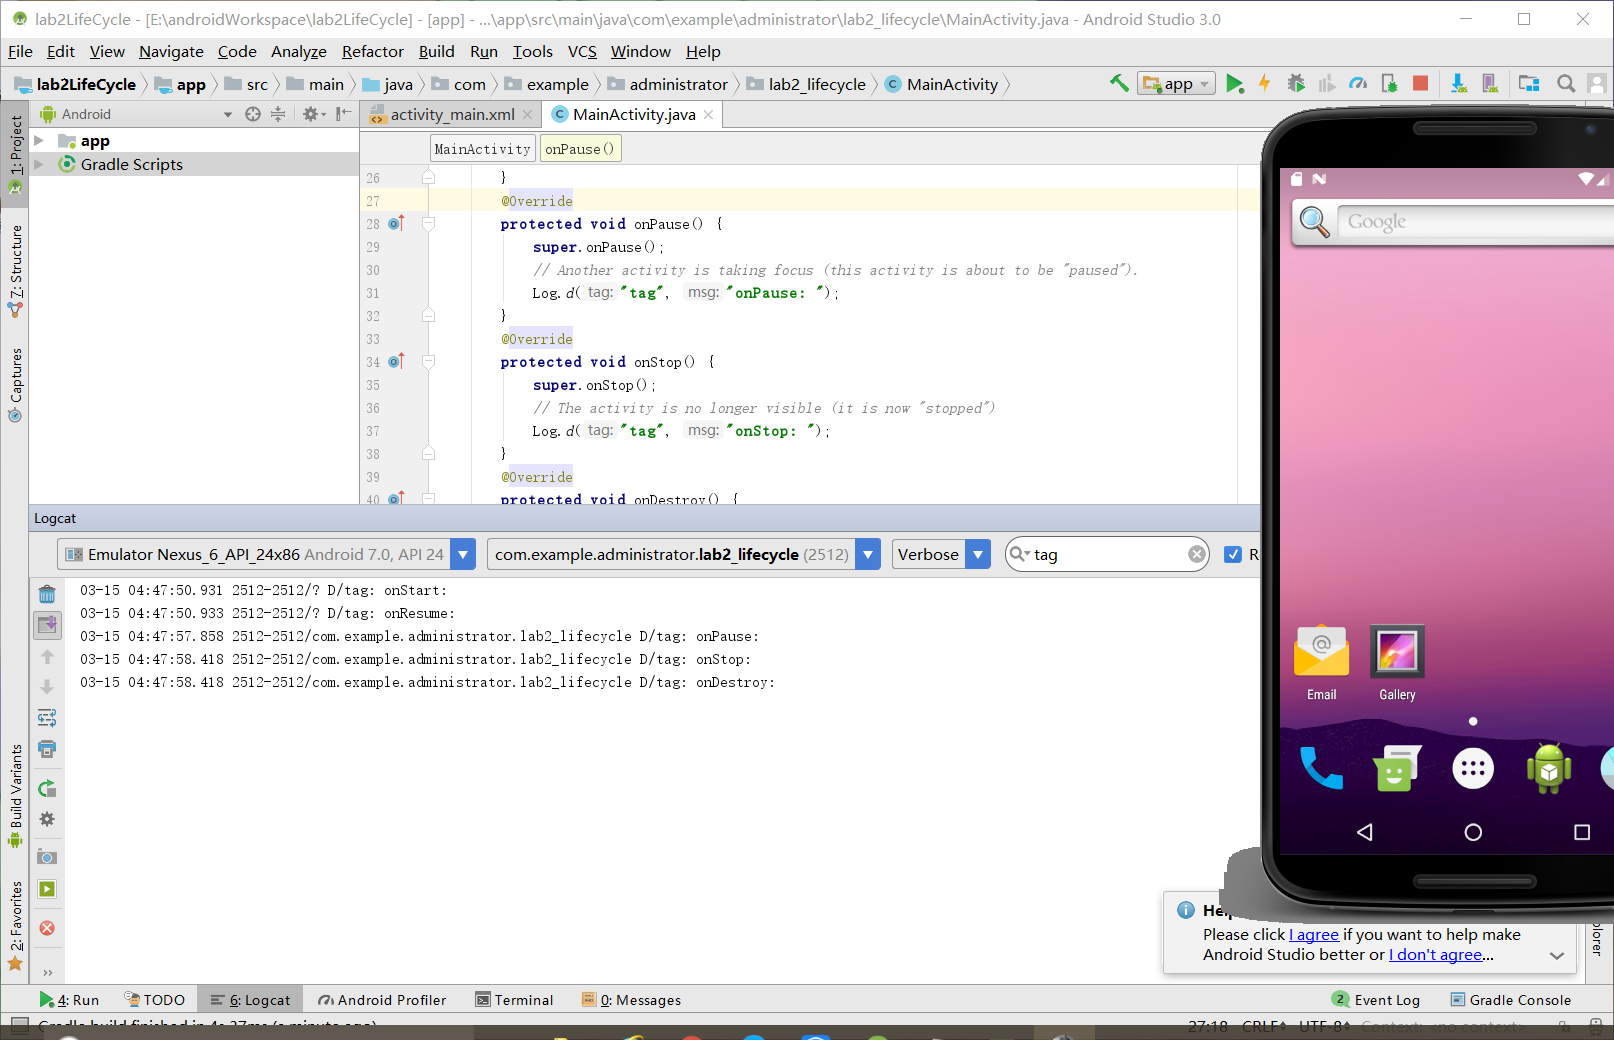 lab2LifeCycle - [E:\androidWorkspace\lab2LifeCycle] - [app] - ...\app\src\main\java\com\example\administrator\lab2_lifecycle\MainActivity.java - Android Studio 3.0
File Edit View Navigate Code Analyze Refactor Build Run Tools VCS Window Help
lab2LifeCycle app src main java com example administrator lab2_lifecycle MainActivity app
Android activity_main.xml MainActivity.java
1: Project
Z: Structure
Captures
Build Variants
2: Favorites
app
Gradle Scripts
MainActivity onPause()
26 }
27 @Override
28 protected void onPause() {
29 super.onPause();
30 // Another activity is taking focus (this activity is about to be "paused").
31 Log.d( tag: "tag", msg: "onPause: ");
32 }
33 @Override
34 protected void onStop() {
35 super.onStop();
36 // The activity is no longer visible (it is now "stopped")
37 Log.d( tag: "tag", msg: "onStop: ");
38 }
39 @Override
40 protected void onDestroy() {
Logcat
Emulator Nexus_6_API_24x86 Android 7.0, API 24 com.example.administrator.lab2_lifecycle (2512) Verbose tag R
03-15 04:47:50.931 2512-2512/? D/tag: onStart:
03-15 04:47:50.933 2512-2512/? D/tag: onResume:
03-15 04:47:57.858 2512-2512/com.example.administrator.lab2_lifecycle D/tag: onPause:
03-15 04:47:58.418 2512-2512/com.example.administrator.lab2_lifecycle D/tag: onStop:
03-15 04:47:58.418 2512-2512/com.example.administrator.lab2_lifecycle D/tag: onDestroy:
Google
Email Gallery
Please click I agree if you want to help make
Android Studio better or I don't agree...
4: Run TODO 6: Logcat Android Profiler Terminal 0: Messages 2 Event Log Gradle Console
Gradle build finished in 4s 27ms (a minute ago)
27:18 CRLF UTF-8 Context: <no context>